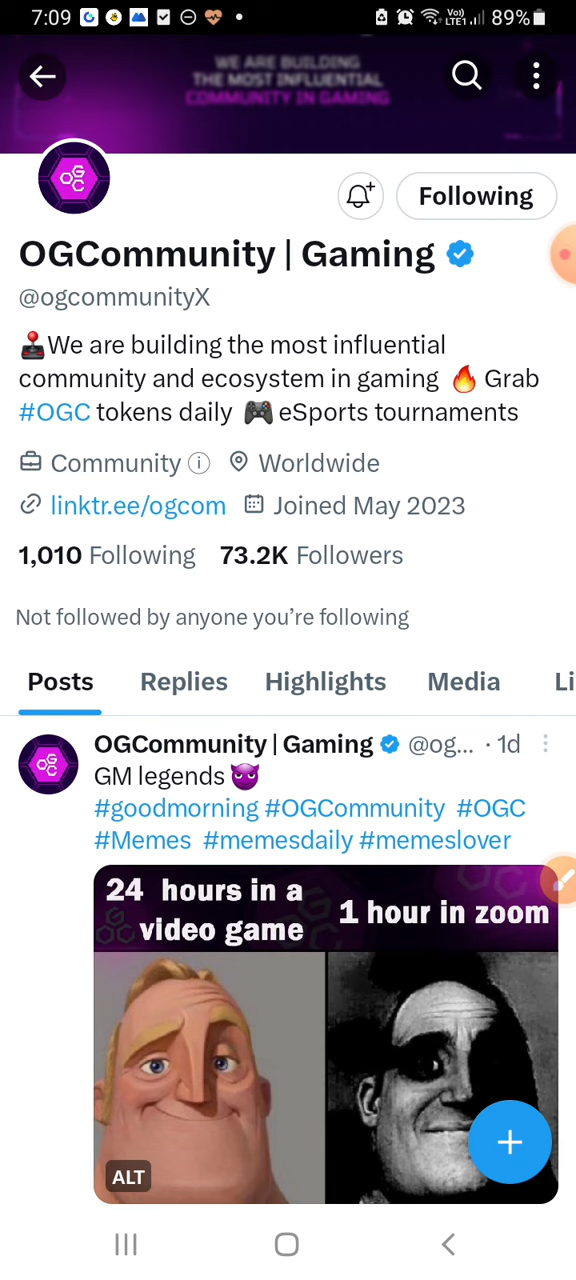 7:09
Vo))
LTE1
89%
WE ARE BUILDING
THE MOST INFLUENTIAL
COMMUNITY IN GAMING
OGC
Following
OGCommunity | Gaming
@ogcommunityX
🕹️We are building the most influential
community and ecosystem in gaming 🔥 Grab
#OGC tokens daily 🎮 eSports tournaments
Community Worldwide
linktr.ee/ogcom Joined May 2023
1,010 Following 73.2K Followers
Not followed by anyone you’re following
Posts Replies Highlights Media Li
OGC
OGCommunity | Gaming @og... · 1d
GM legends 😈
#goodmorning #OGCommunity #OGC
#Memes #memesdaily #memeslover
24 hours in a
video game
1 hour in zoom
ALT